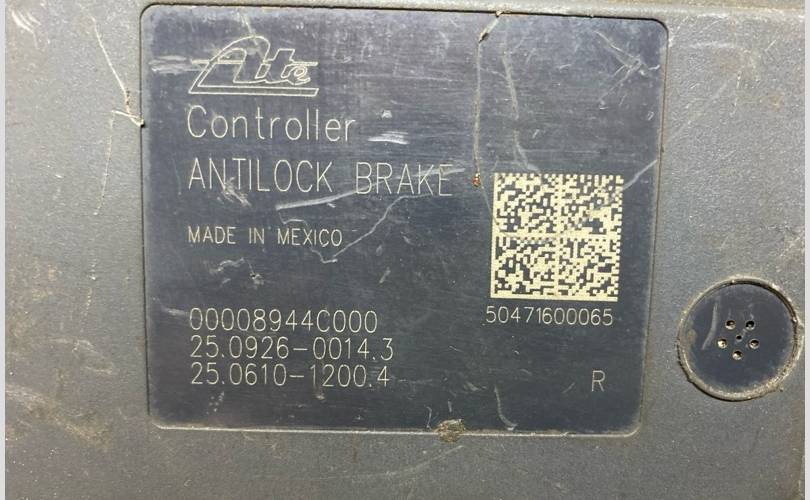 Ate
Controller
ANTILOCK BRAKE
MADE IN MEXICO
50471600065
00008944C000
25.0926-0014.3
25.0610-1200.4
R